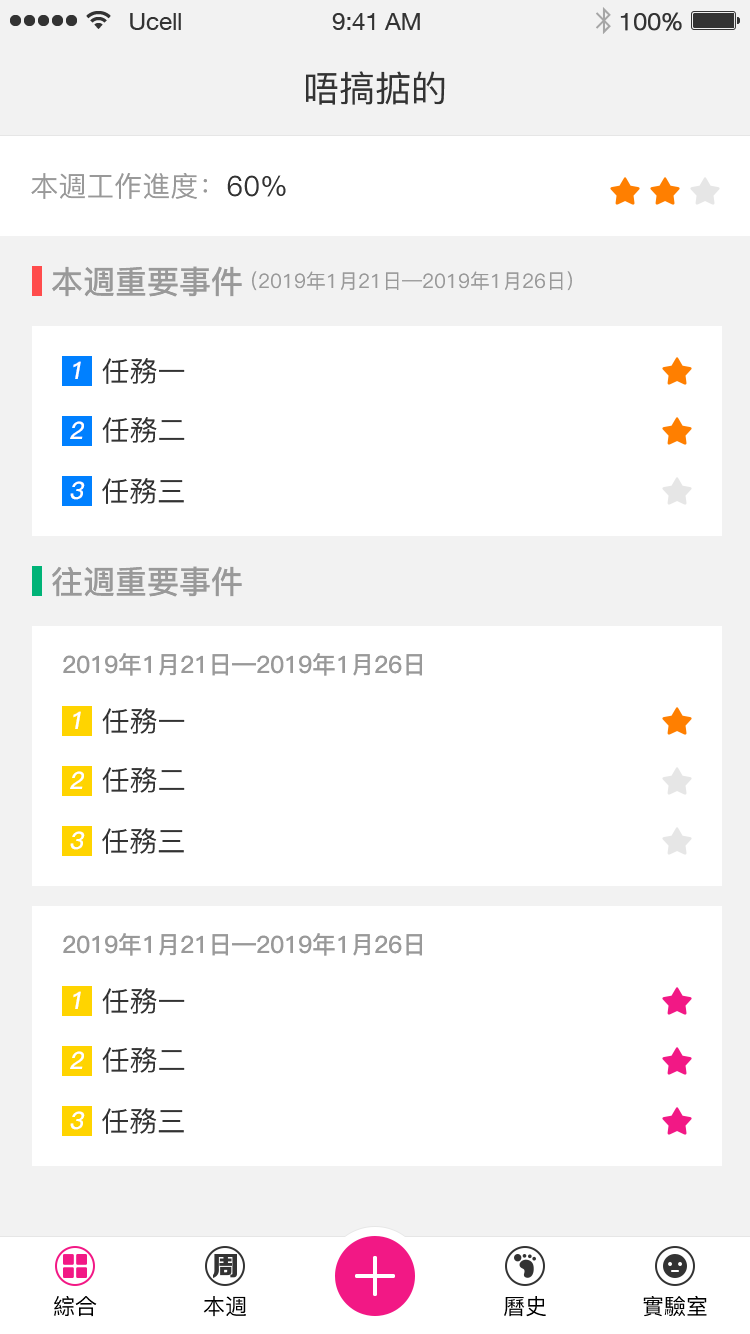 Ucell 9:41 AM 100%
唔搞掂的
本週工作進度：60%
本週重要事件 (2019年1月21日—2019年1月26日)
1 任務一
2 任務二
3 任務三
往週重要事件
2019年1月21日—2019年1月26日
1 任務一
2 任務二
3 任務三
2019年1月21日—2019年1月26日
1 任務一
2 任務二
3 任務三
周
綜合 本週 曆史 實驗室